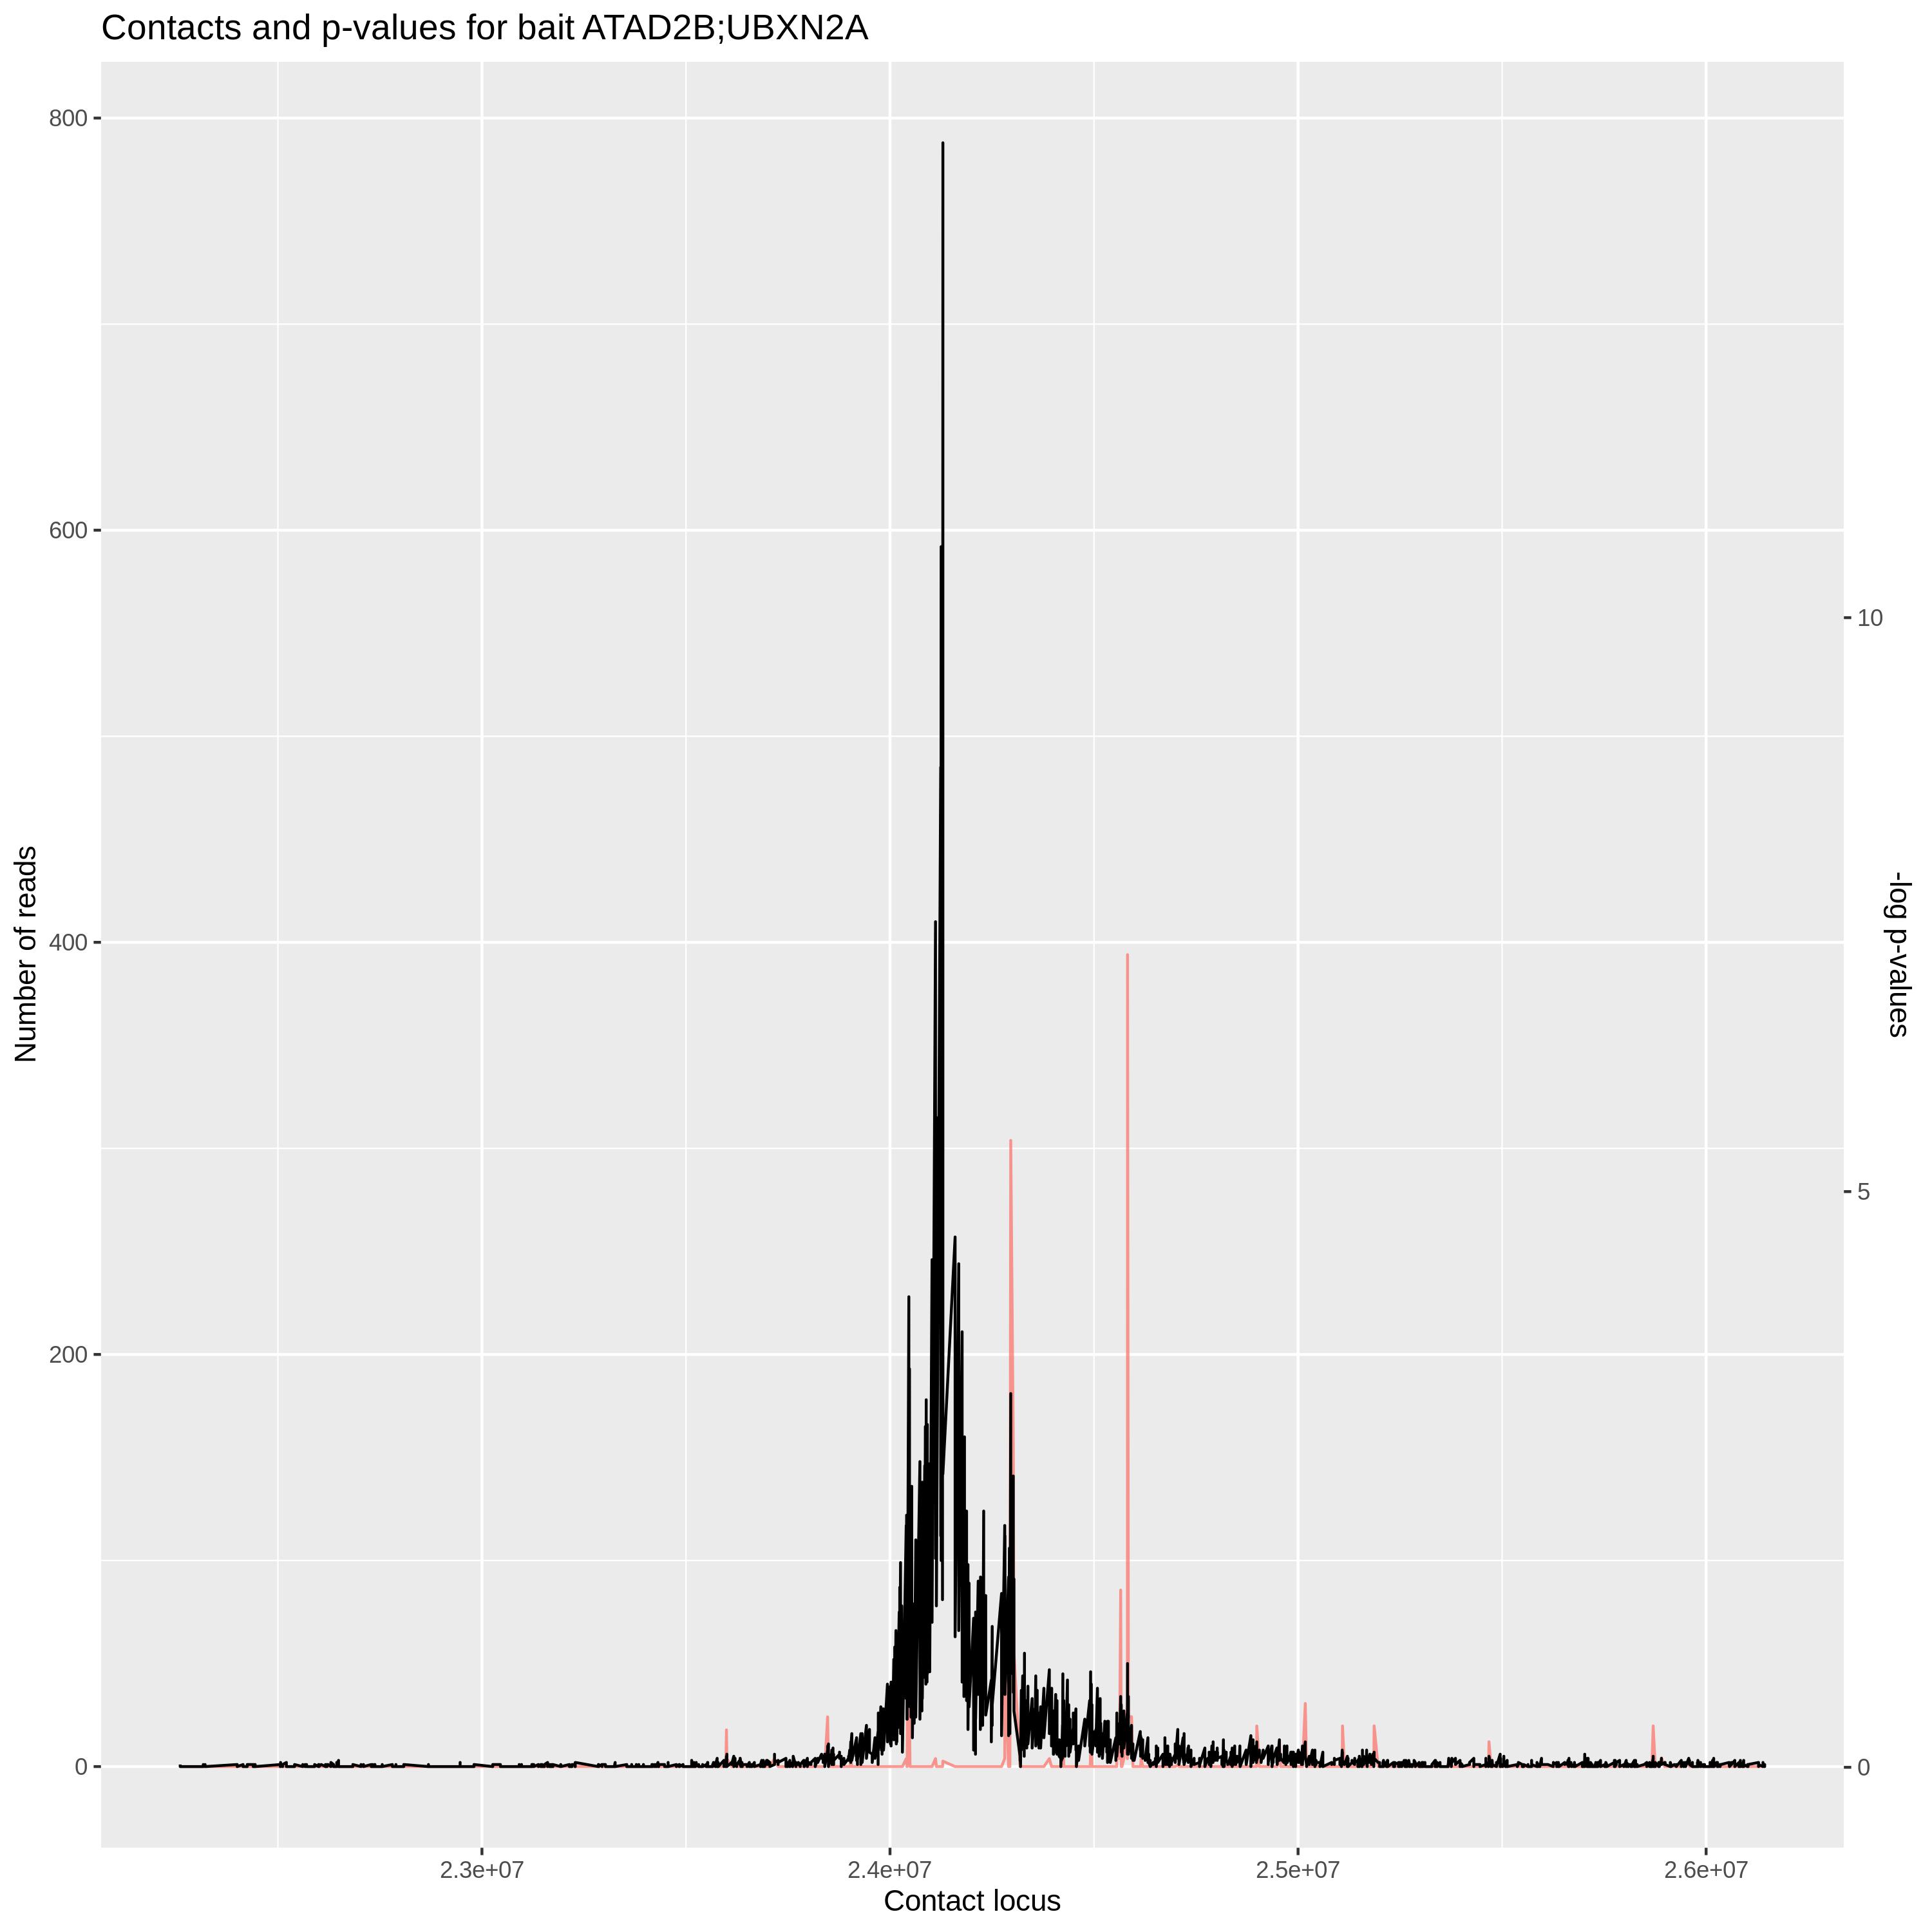 Contacts and p-values for bait ATAD2B;UBXN2A
800
600
400
200
0
Number of reads
10
5
0
-log p-values
2.3e+07
2.4e+07
2.5e+07
2.6e+07
Contact locus